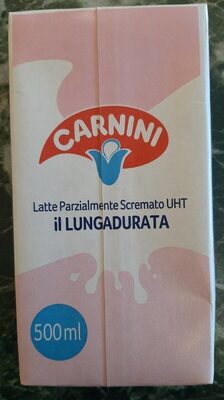 CARNINI
Latte Parzialmente Scremato UHT
il LUNGADURATA
500ml